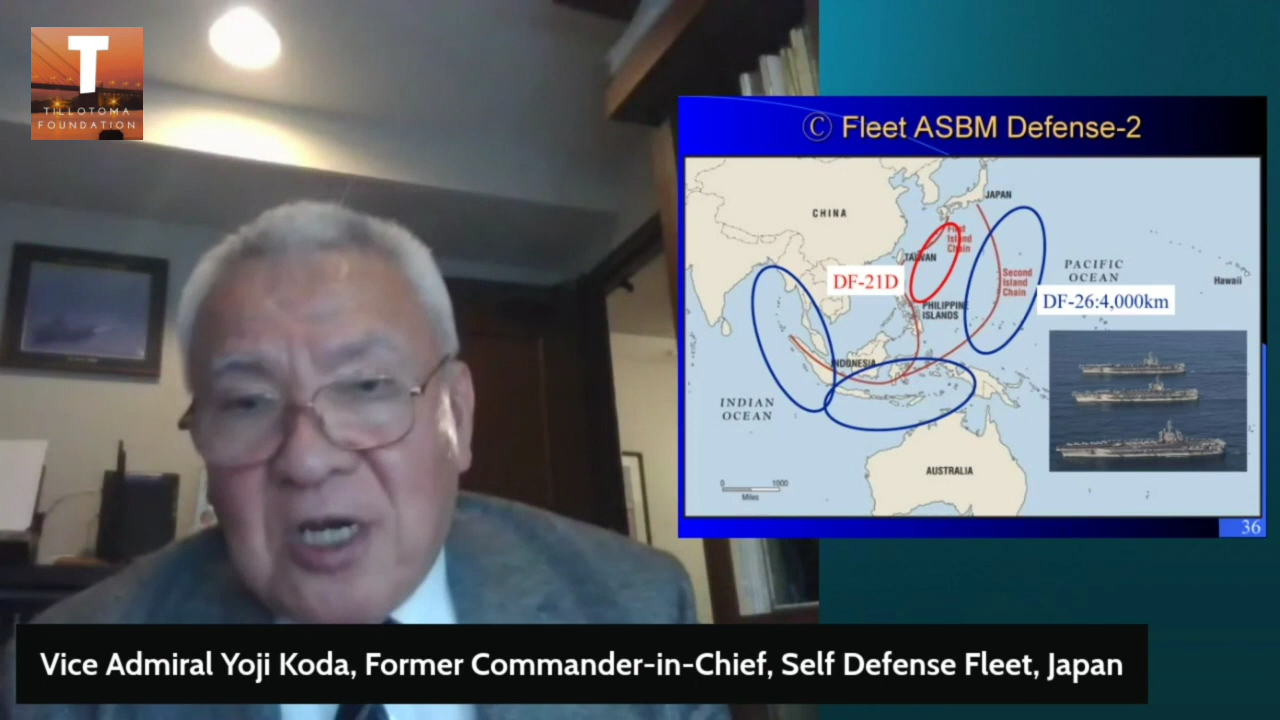 T
TILLOTOMA
FOUNDATION
© Fleet ASBM Defense-2
JAPAN
CHINA
First
Island
Chain
TAIWAN
PACIFIC
OCEAN
Second
Island
Chain
Hawaii
DF-21D
DF-26:4,000km
PHILIPPINE
ISLANDS
INDONESIA
INDIAN
OCEAN
AUSTRALIA
0 1000
Miles
36
Vice Admiral Yoji Koda, Former Commander-in-Chief, Self Defense Fleet, Japan